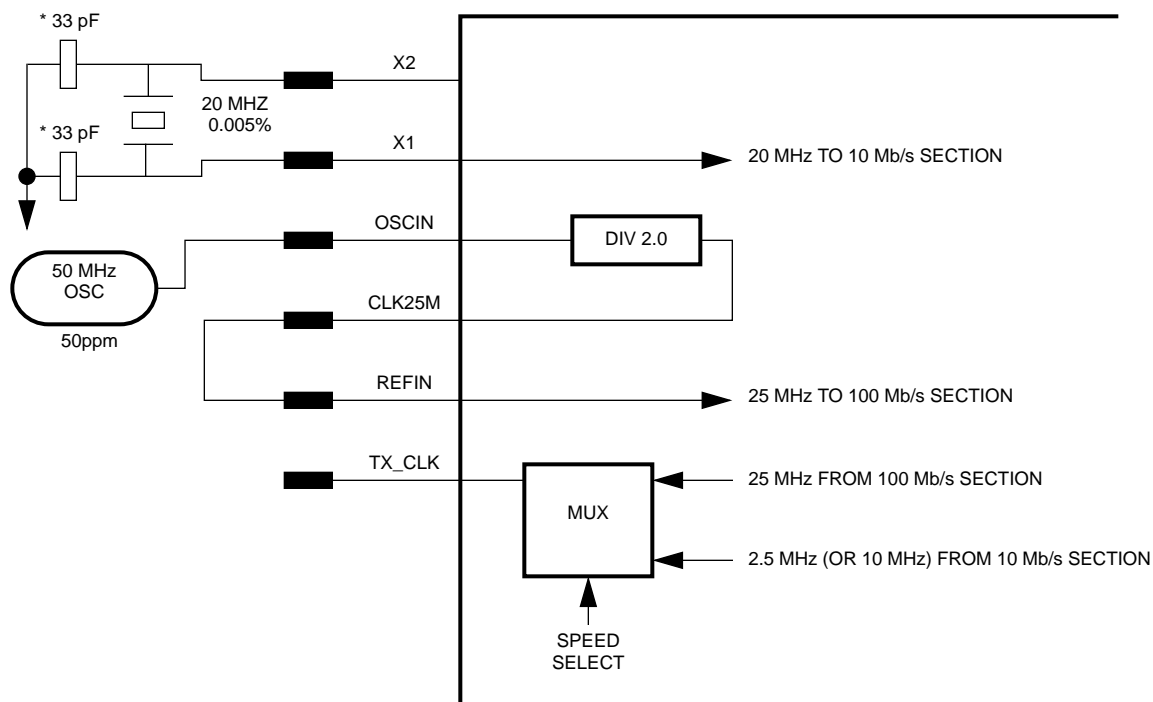 * 33 pF
X2
20 MHZ
0.005%
* 33 pF
X1
20 MHz TO 10 Mb/s SECTION
OSCIN
DIV 2.0
50 MHz
OSC
CLK25M
50ppm
REFIN
25 MHz TO 100 Mb/s SECTION
TX_CLK
25 MHz FROM 100 Mb/s SECTION
MUX
2.5 MHz (OR 10 MHz) FROM 10 Mb/s SECTION
SPEED
SELECT